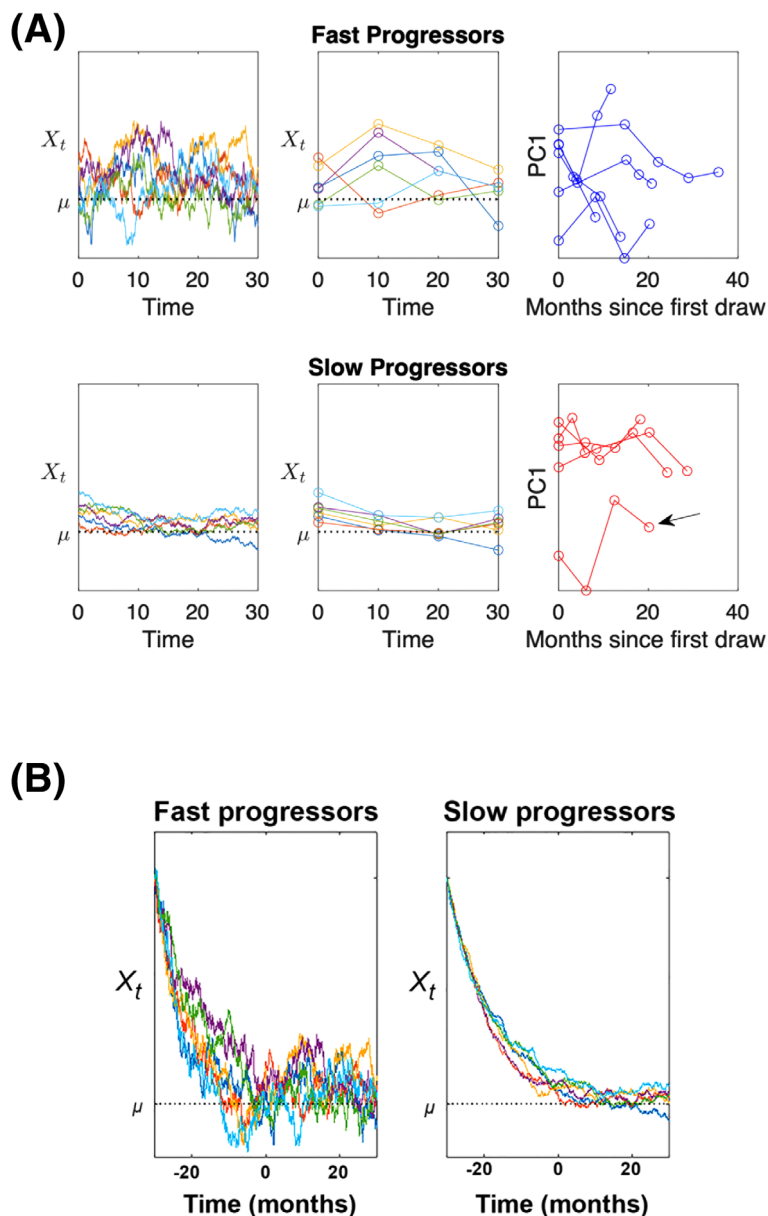 (A)
Fast Progressors
X_t
μ
0 10 20 30
Time
X_t
μ
0 10 20 30
Time
PC1
0 20 40
Months since first draw
Slow Progressors
X_t
μ
0 10 20 30
Time
X_t
μ
0 10 20 30
Time
PC1
0 20 40
Months since first draw
(B)
Fast progressors
X_t
μ
-20 0 20
Time (months)
Slow progressors
X_t
μ
-20 0 20
Time (months)